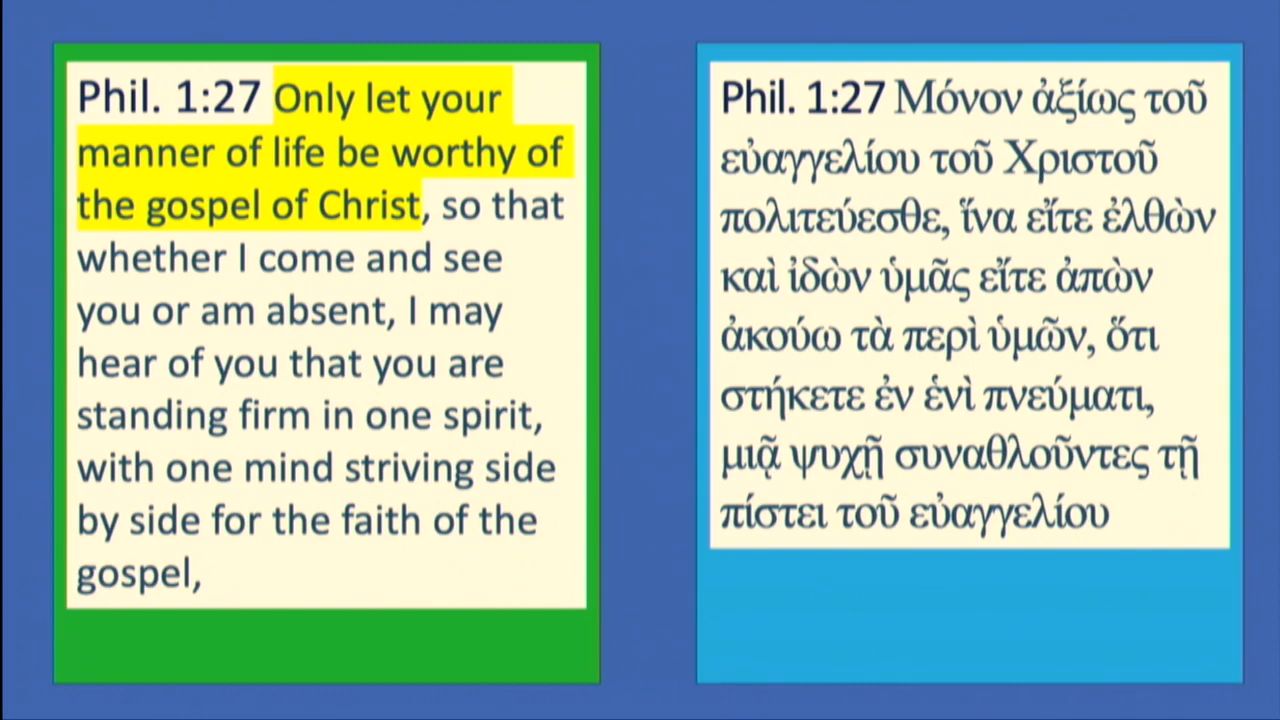 Phil. 1:27 Only let your
manner of life be worthy of
the gospel of Christ, so that
whether I come and see
you or am absent, I may
hear of you that you are
standing firm in one spirit,
with one mind striving side
by side for the faith of the
gospel,
Phil. 1:27 Μόνον ἀξίως τοῦ
εὐαγγελίου τοῦ Χριστοῦ
πολιτεύεσθε, ἵνα εἴτε ἐλθὼν
καὶ ἰδὼν ὑμᾶς εἴτε ἀπὼν
ἀκούω τὰ περὶ ὑμῶν, ὅτι
στήκετε ἐν ἑνὶ πνεύματι,
μιᾷ ψυχῇ συναθλοῦντες τῇ
πίστει τοῦ εὐαγγελίου